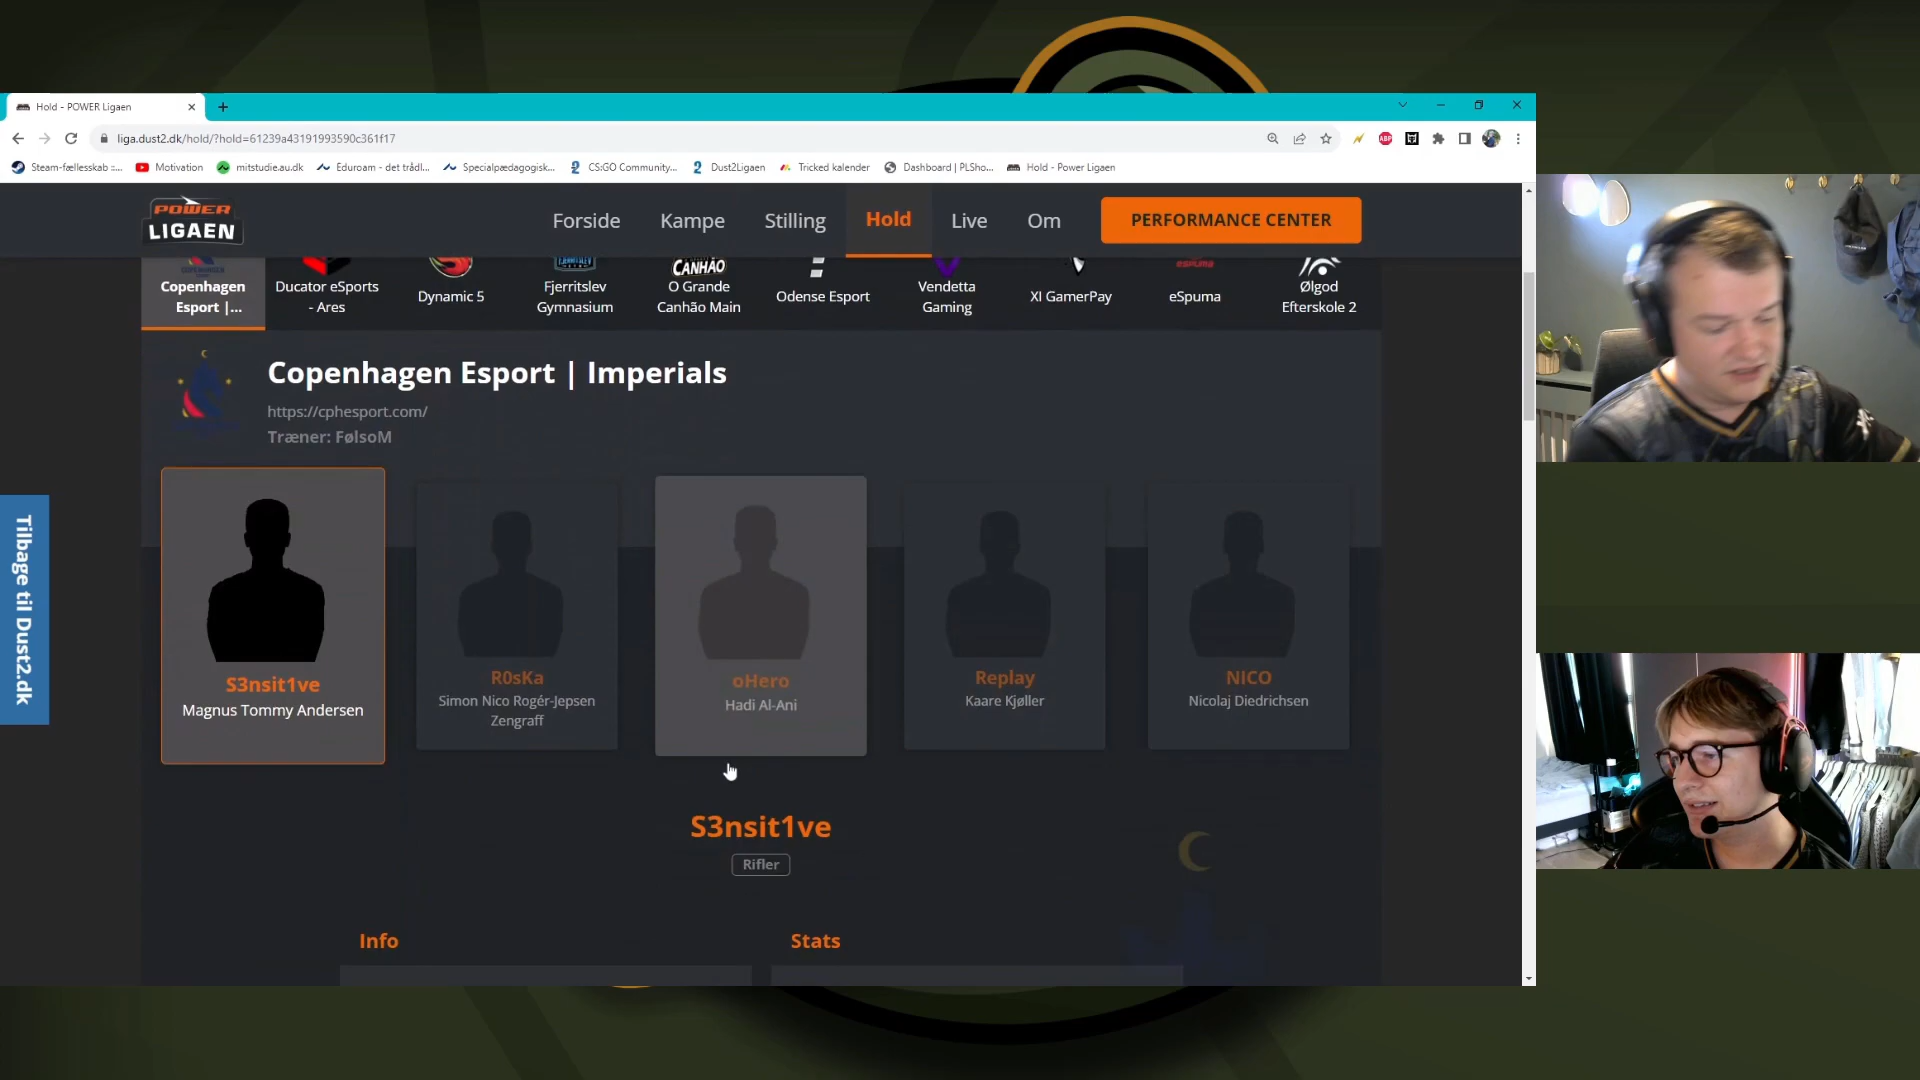 Hold - POWER Ligaen
liga.dust2.dk/hold/?hold=61239a43191993590c361f17
ABP
Steam-fællesskab ::... Motivation mitstudie.au.dk Eduroam - det trådl... Specialpædagogisk... CS:GO Community... Dust2Ligaen Tricked kalender Dashboard | PLSho... Hold - Power Ligaen
POWER
LIGAEN
Forside Kampe Stilling Hold Live Om PERFORMANCE CENTER
Copenhagen
Esport |...
Ducator eSports
- Ares
Dynamic 5
FJERRITSLEV
GYMNASIUM
Fjerritslev
Gymnasium
CANHÃO
O Grande
Canhão Main
Odense Esport
Vendetta
Gaming
XI GamerPay
eSpuma
eSpuma
Ølgod
Efterskole 2
Copenhagen Esport | Imperials
https://cphesport.com/
Træner: FølsoM
Tilbage til Dust2.dk
S3nsit1ve
Magnus Tommy Andersen
R0sKa
Simon Nico Rogér-Jepsen
Zengraff
oHero
Hadi Al-Ani
Replay
Kaare Kjøller
NICO
Nicolaj Diedrichsen
S3nsit1ve
Rifler
Info Stats